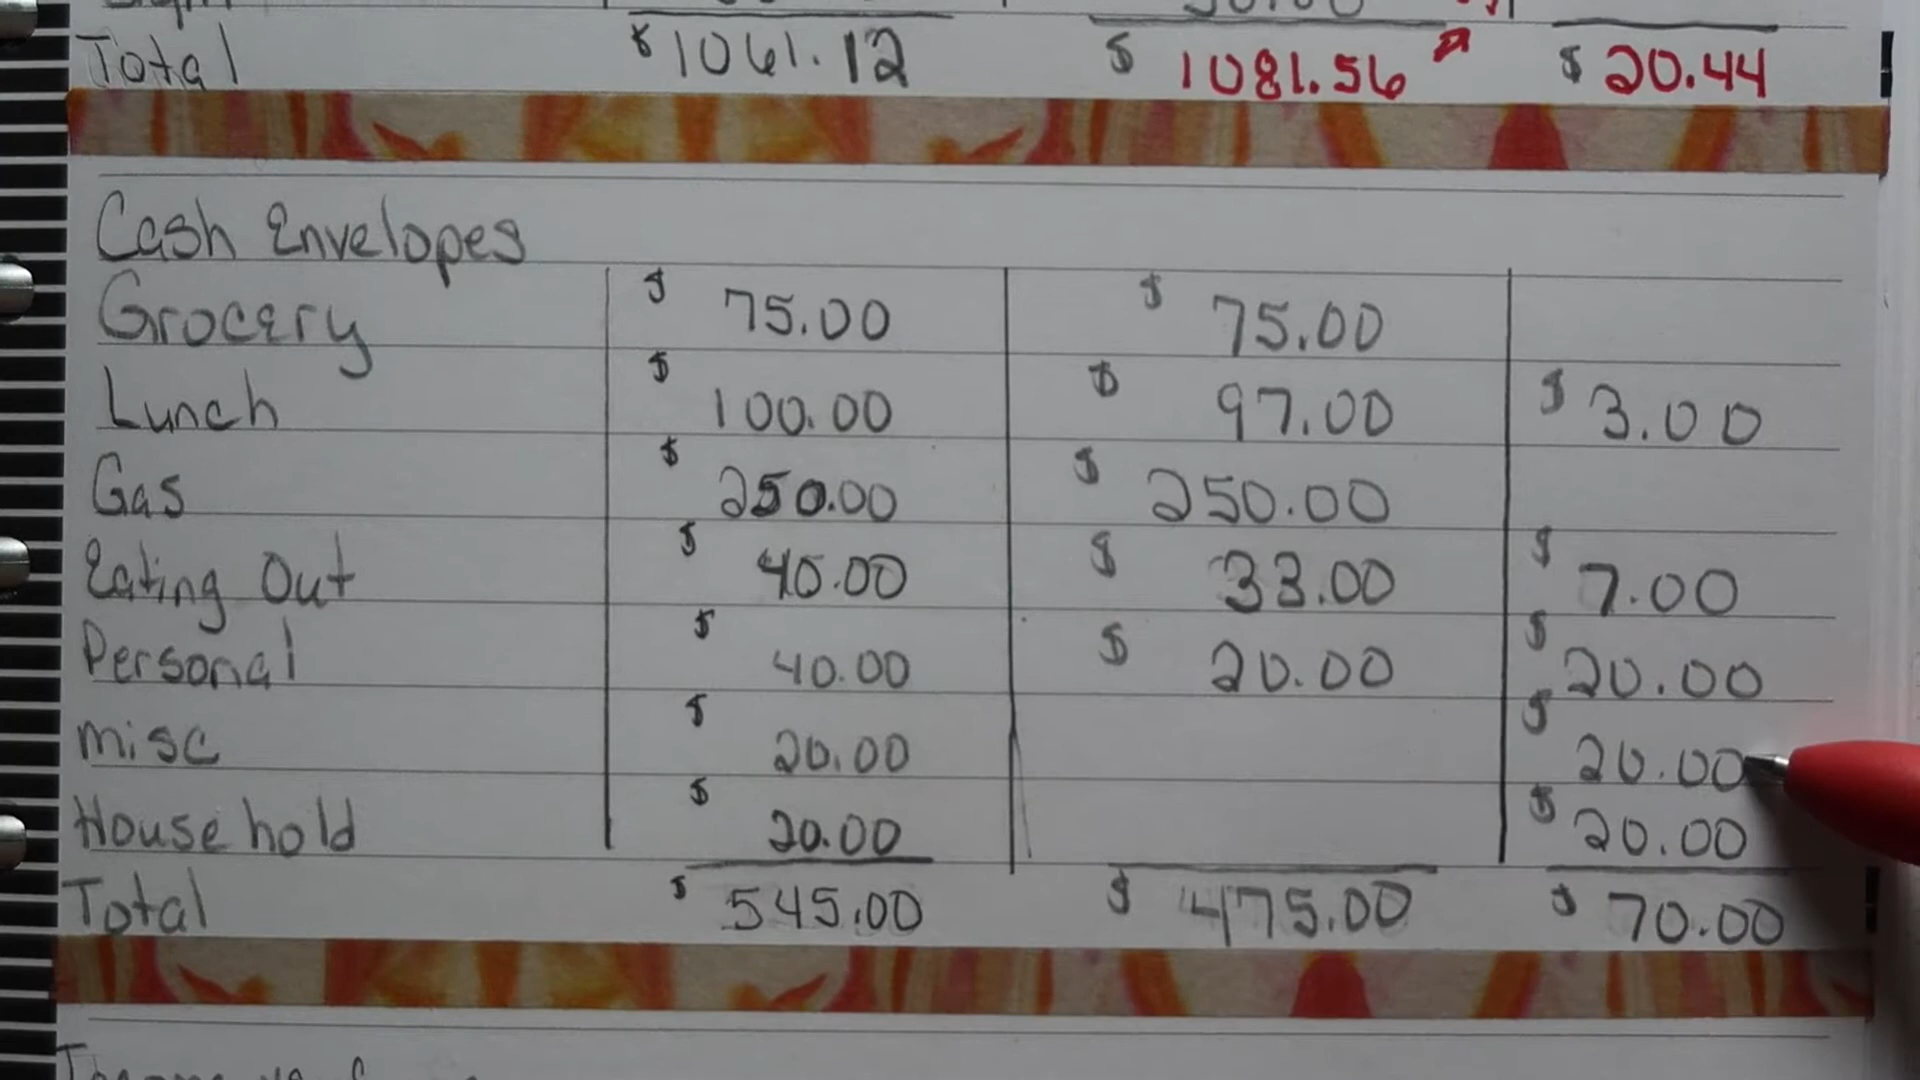 Total $ 1061.12 $ 1081.56 $ 20.44
Cash Envelopes
Grocery $ 75.00 $ 75.00
Lunch $ 100.00 $ 97.00 $ 3.00
Gas $ 250.00 $ 250.00
Eating Out $ 40.00 $ 33.00 $ 7.00
Personal $ 40.00 $ 20.00 $ 20.00
misc $ 20.00 $ 20.00
House hold $ 20.00 $ 20.00
Total $ 545.00 $ 475.00 $ 70.00